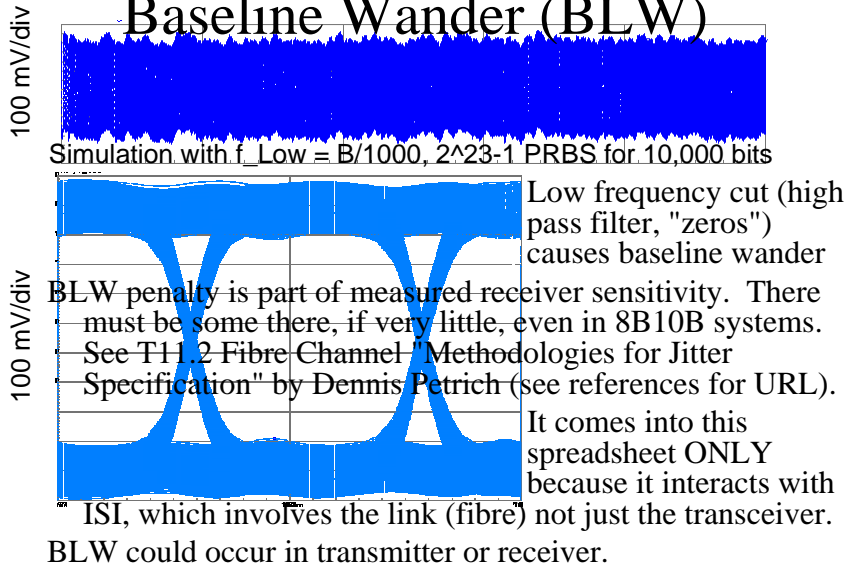 Baseline Wander (BLW)
100 mV/div
Simulation with f_Low = B/1000, 2^23-1 PRBS for 10,000 bits
Low frequency cut (high
pass filter, "zeros")
causes baseline wander
100 mV/div
BLW penalty is part of measured receiver sensitivity. There
must be some there, if very little, even in 8B10B systems.
See T11.2 Fibre Channel "Methodologies for Jitter
Specification" by Dennis Petrich (see references for URL).
It comes into this
spreadsheet ONLY
because it interacts with
ISI, which involves the link (fibre) not just the transceiver.
BLW could occur in transmitter or receiver.